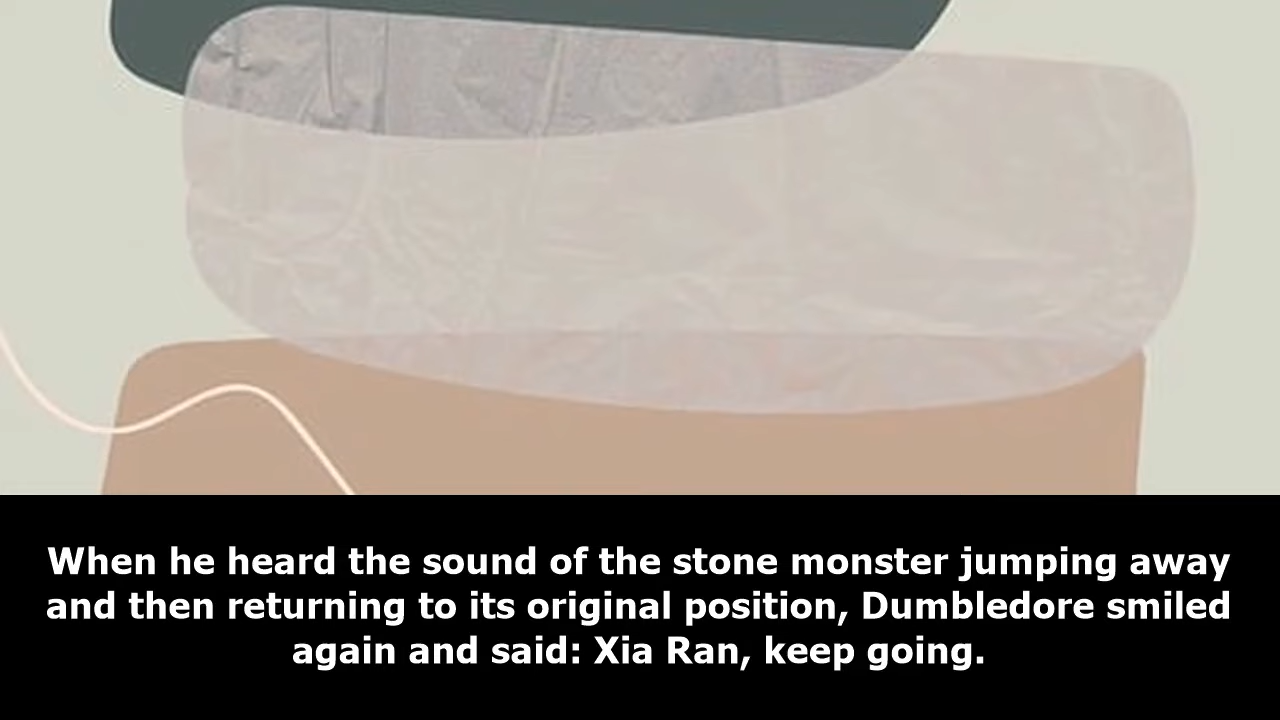 When he heard the sound of the stone monster jumping away
and then returning to its original position, Dumbledore smiled
again and said: Xia Ran, keep going.